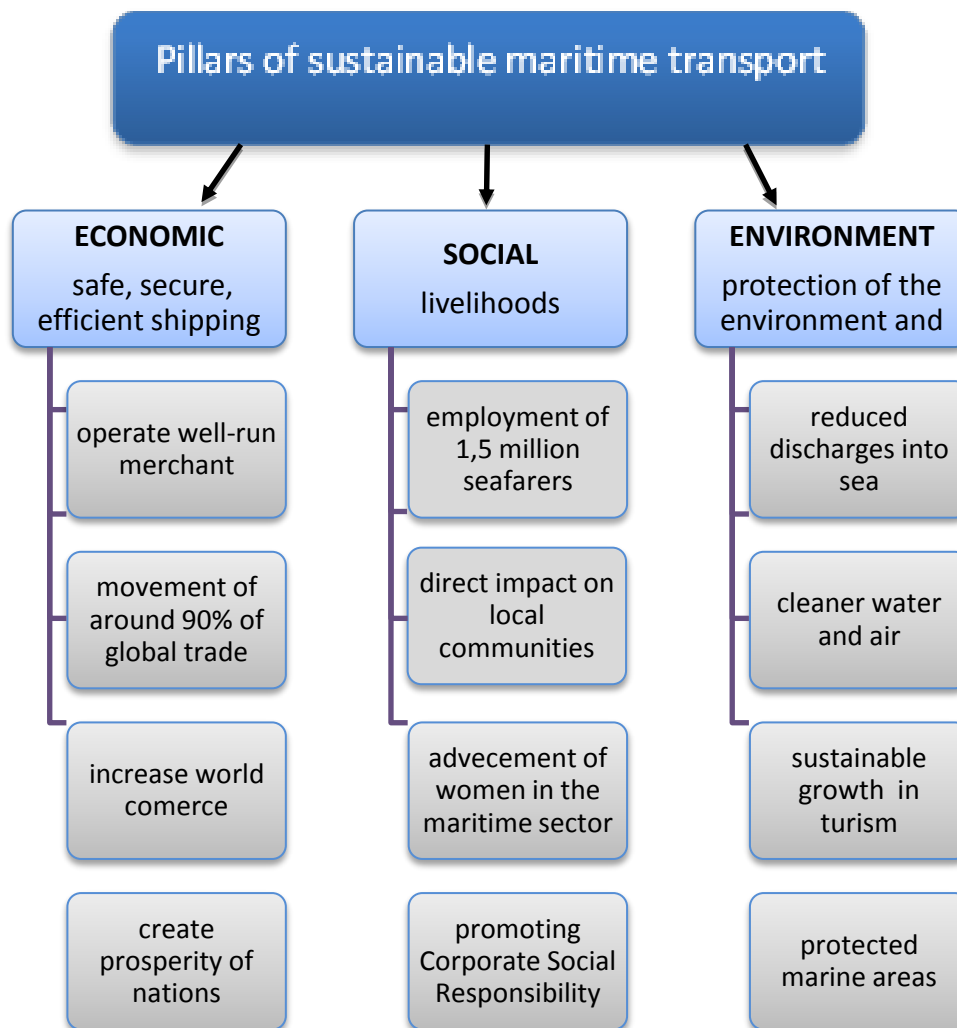 Pillars of sustainable maritime transport
ECONOMIC
safe, secure,
efficient shipping
operate well-run
merchant
movement of
around 90% of
global trade
increase world
comerce
create
prosperity of
nations
SOCIAL
livelihoods
employment of
1,5 million
seafarers
direct impact on
local
communities
advecement of
women in the
maritime sector
promoting
Corporate Social
Responsibility
ENVIRONMENT
protection of the
environment and
reduced
discharges into
sea
cleaner water
and air
sustainable
growth in
turism
protected
marine areas